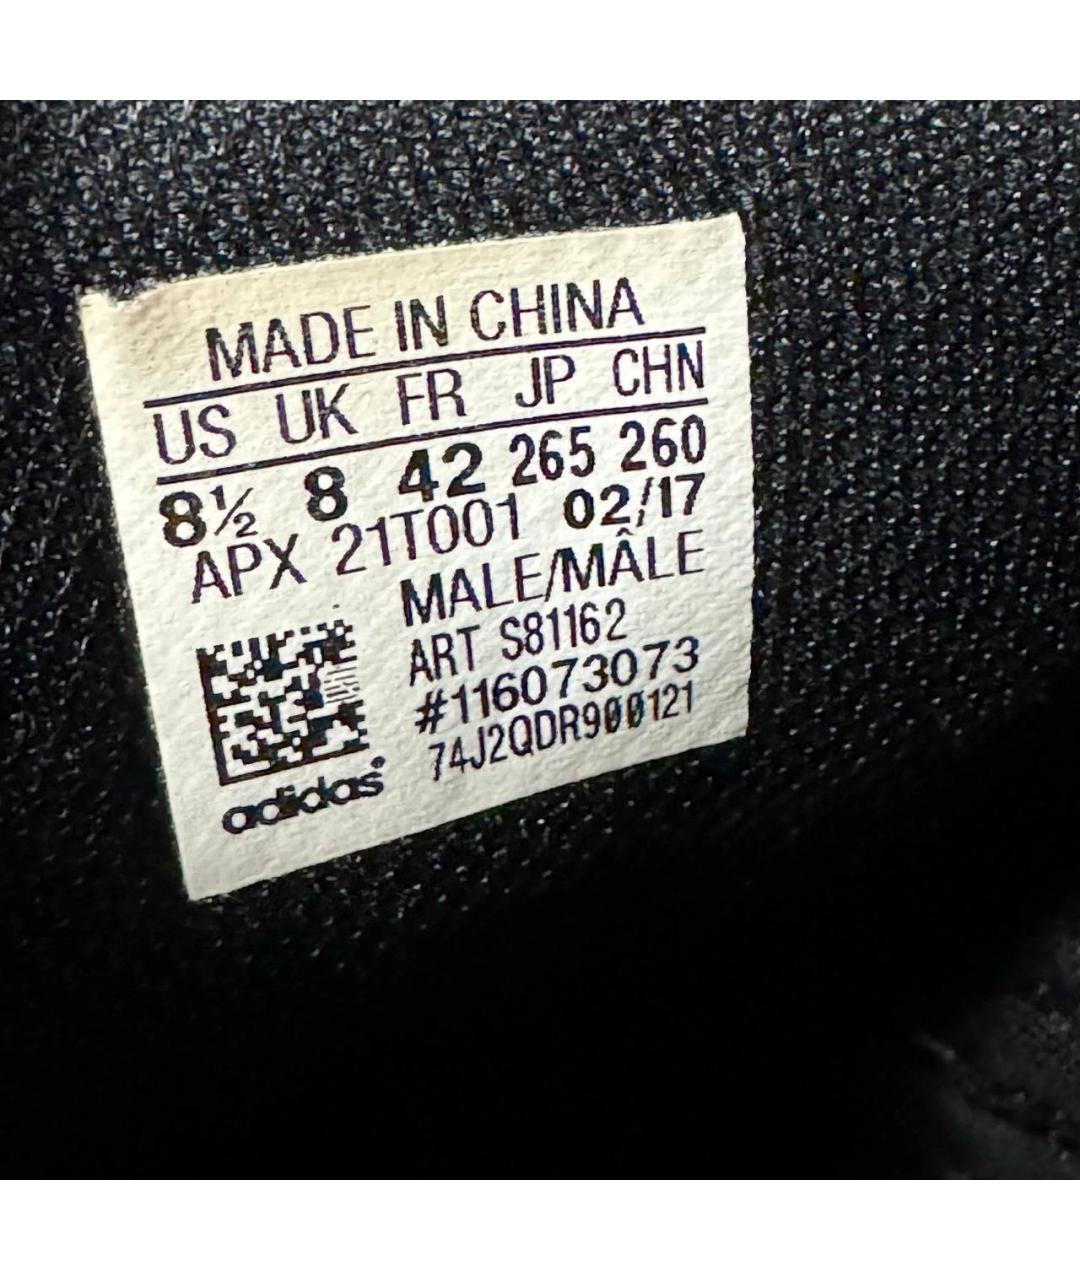 MADE IN CHINA
US UK FR JP CHN
8½ 8 42 265 260
APX 21T001 02/17
MALE/MÂLE
ART S81162
#116073073
74J2QDR900121
adidas®